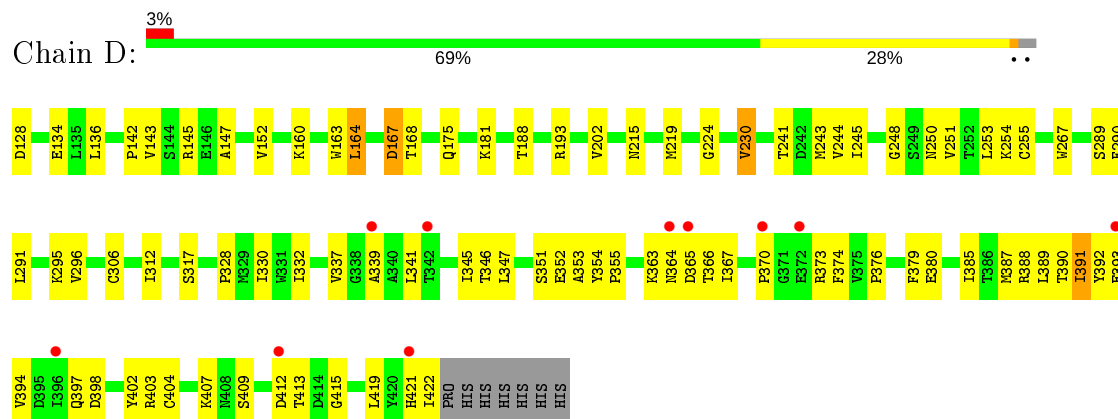 3%
Chain D:
69% 28% • •
D128 E134 L135 L136 P142 V143 S144 R145 E146 A147 V152 K160 W163 L164 D167 T168 Q175 K181 T188 R193 V202 N215 M219 G224 V230 T241 D242 M243 V244 I245 G248 S249 N250 V251 T252 L253 K254 C255 W267 S289
L291 K295 V296 C306 I312 S317 P328 M329 I330 W331 I332 V337 G338 A339 A340 L341 T342 I345 T346 L347 S351 E352 A353 Y354 P355 K363 N364 D365 T366 I367 P370 G371 E372 R373 F374 V375 P376 F379 E380 I385 T386 M387 R388 L389 T390 I391 Y392
V394 D395 I396 Q397 D398 Y402 R403 C404 K407 N408 S409 D412 T413 D414 G415 L419 Y420 H421 I422 PRO HIS HIS HIS HIS HIS HIS